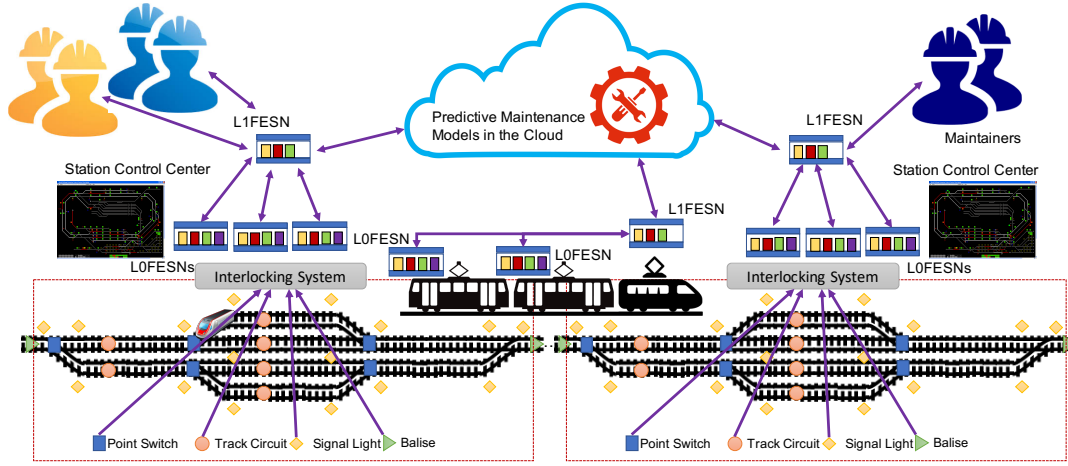 L1FESN
Predictive Maintenance
Models in the Cloud
L1FESN
Maintainers
Station Control Center
Station Control Center
L1FESN
L0FESN
L0FESN
L0FESNs
L0FESNs
Interlocking System
Interlocking System
Point Switch
Track Circuit
Signal Light
Balise
Point Switch
Track Circuit
Signal Light
Balise